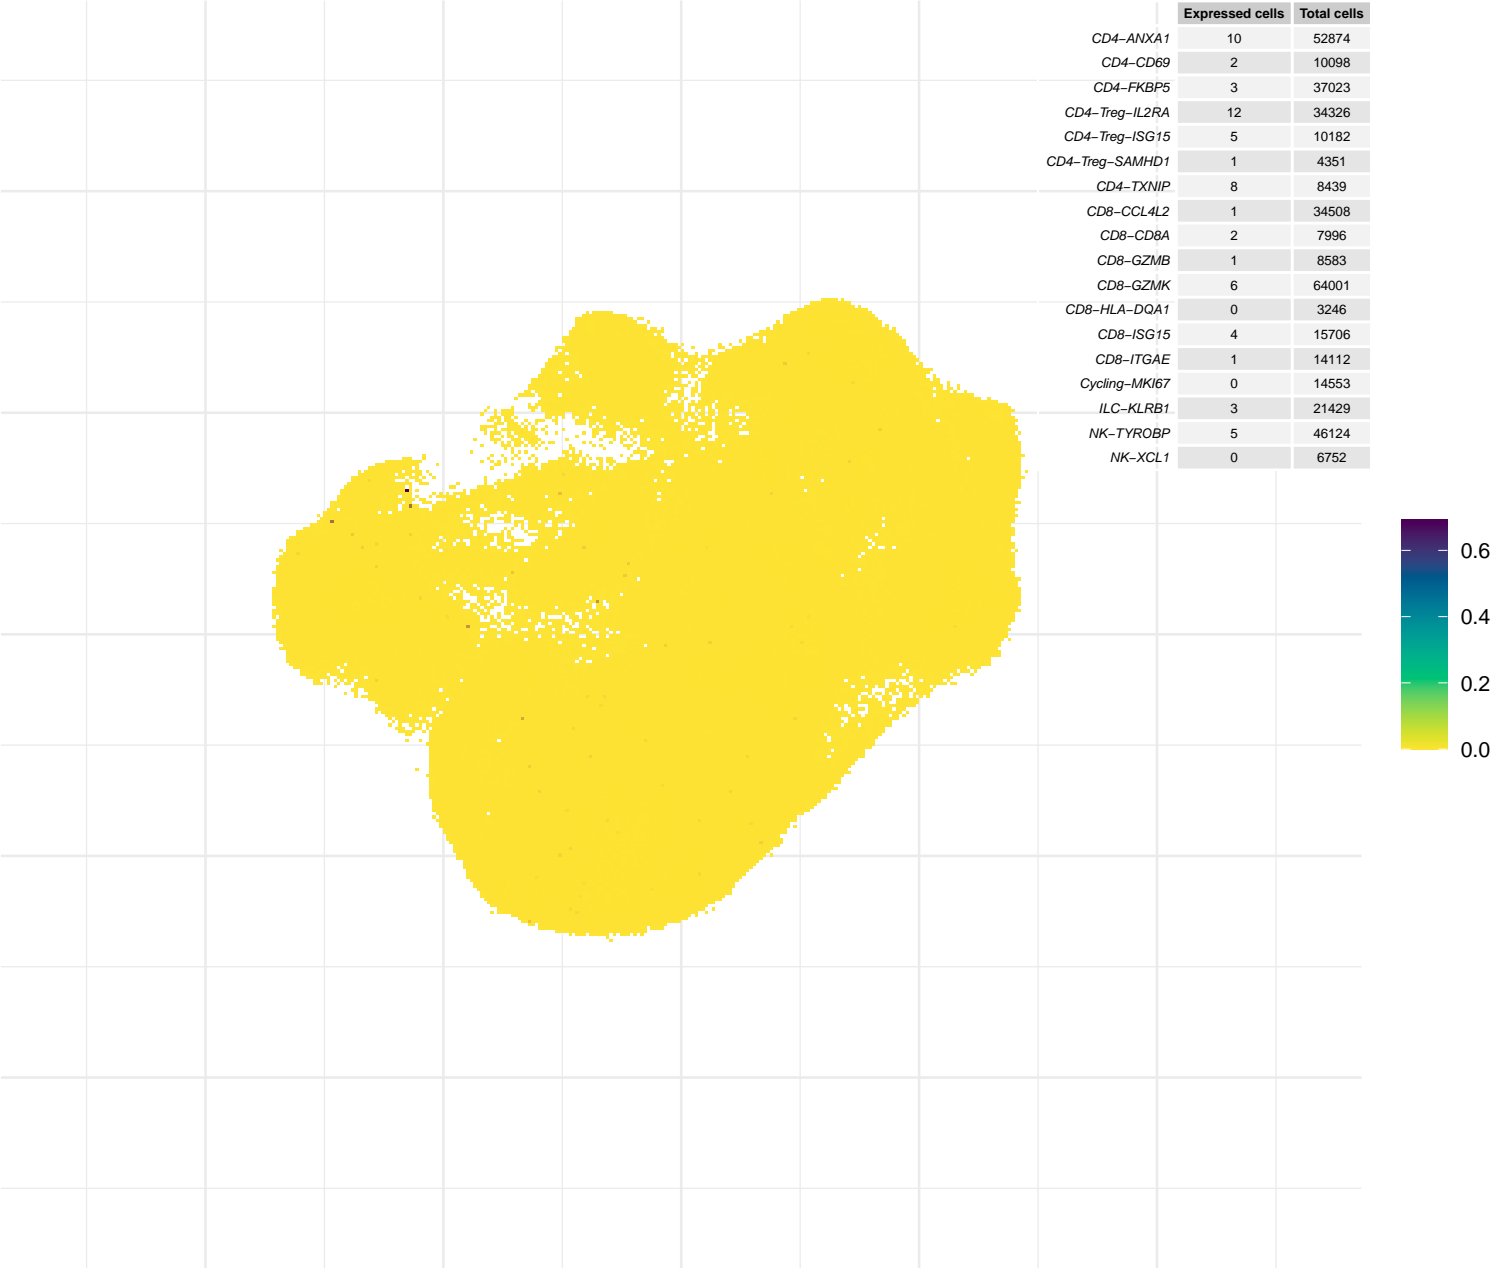 Expressed cells Total cells
CD4−ANXA1 10 52874
CD4−CD69 2 10098
CD4−FKBP5 3 37023
CD4−Treg−IL2RA 12 34326
CD4−Treg−ISG15 5 10182
CD4−Treg−SAMHD1 1 4351
CD4−TXNIP 8 8439
CD8−CCL4L2 1 34508
CD8−CD8A 2 7996
CD8−GZMB 1 8583
CD8−GZMK 6 64001
CD8−HLA−DQA1 0 3246
CD8−ISG15 4 15706
CD8−ITGAE 1 14112
Cycling−MKI67 0 14553
ILC−KLRB1 3 21429
NK−TYROBP 5 46124
NK−XCL1 0 6752
0.6
0.4
0.2
0.0